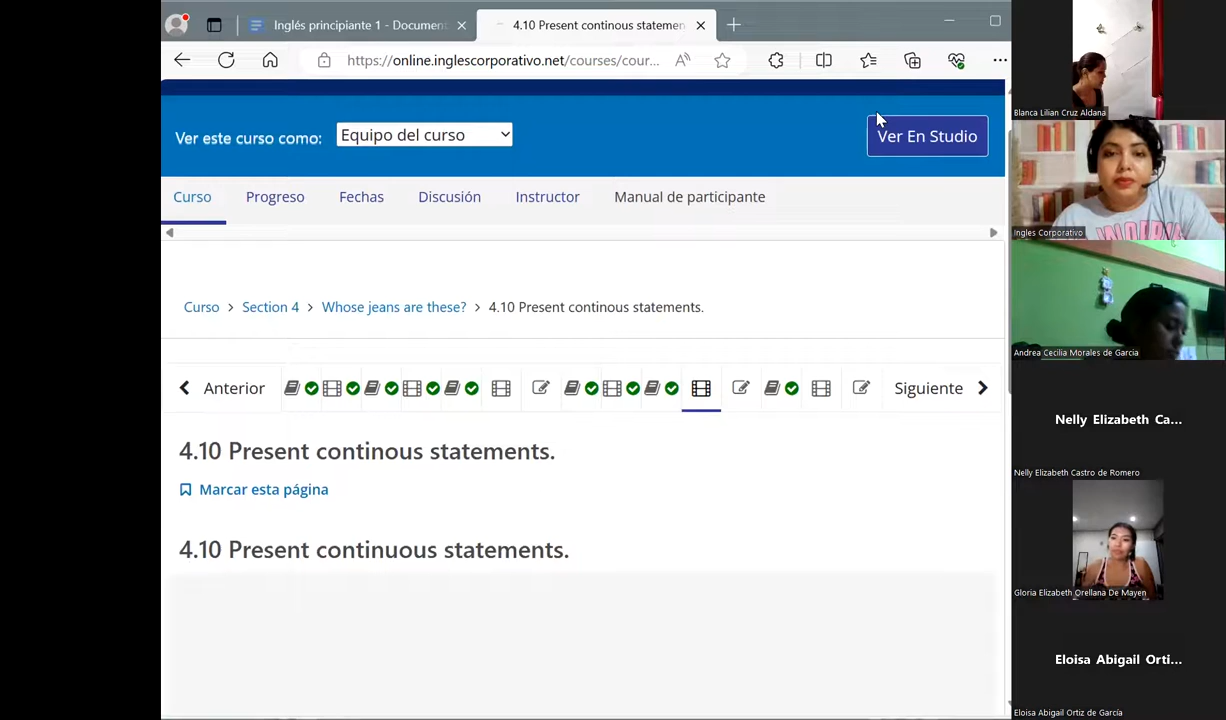 Inglés principiante 1 - Document
4.10 Present continous statemen
https://online.inglescorporativo.net/courses/cour...
Ver este curso como:
Equipo del curso
Ver En Studio
Curso
Progreso
Fechas
Discusión
Instructor
Manual de participante
Curso > Section 4 > Whose jeans are these? > 4.10 Present continous statements.
Anterior
Siguiente
4.10 Present continous statements.
Marcar esta página
4.10 Present continuous statements.
Blanca Lilian Cruz Aldana
Ingles Corporativo
Andrea Cecilia Morales de Garcia
Nelly Elizabeth Ca...
Nelly Elizabeth Castro de Romero
Gloria Elizabeth Orellana De Mayen
Eloisa Abigail Orti...
Eloisa Abigail Ortiz de García